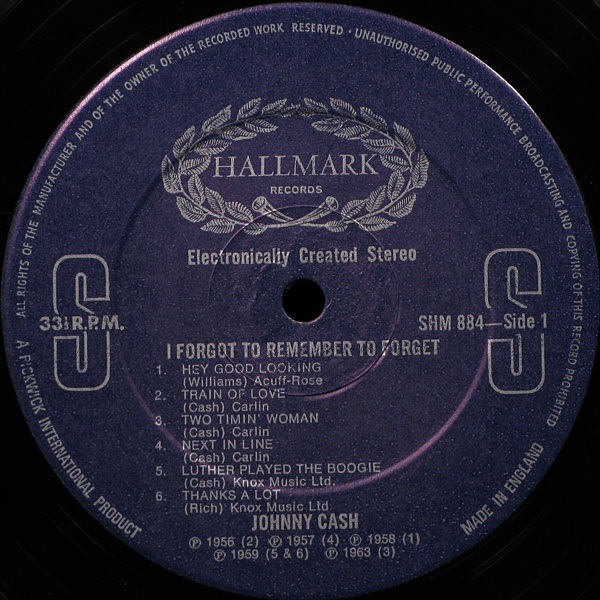 ALL RIGHTS OF THE MANUFACTURER AND OF THE OWNER OF THE RECORDED WORK RESERVED · UNAUTHORISED PUBLIC PERFORMANCE BROADCASTING AND COPYING OF THIS RECORD PROHIBITED
HALLMARK
RECORDS
Electronically Created Stereo
S S
33⅓ R.P.M. SHM 884—Side 1
I FORGOT TO REMEMBER TO FORGET
1. HEY GOOD LOOKING
(Williams) Acuff-Rose
2. TRAIN OF LOVE
(Cash) Carlin
3. TWO TIMIN' WOMAN
(Cash) Carlin
4. NEXT IN LINE
(Cash) Carlin
5. LUTHER PLAYED THE BOOGIE
(Cash) Knox Music Ltd.
6. THANKS A LOT
(Rich) Knox Music Ltd
JOHNNY CASH
℗ 1956 (2) ℗ 1957 (4) ℗ 1958 (1)
℗ 1959 (5 & 6) ℗ 1963 (3)
A PICKWICK INTERNATIONAL PRODUCT
MADE IN ENGLAND